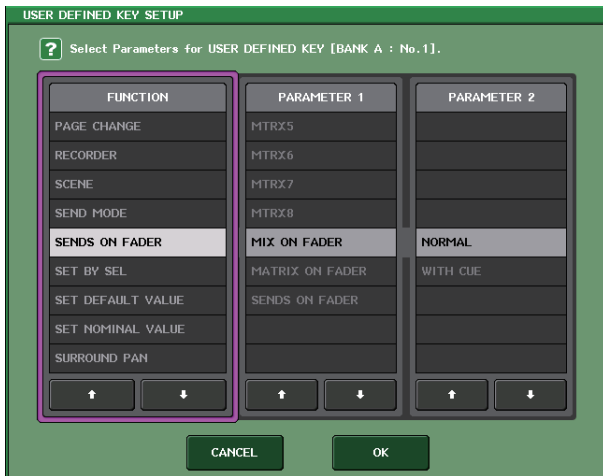 USER DEFINED KEY SETUP
? Select Parameters for USER DEFINED KEY [BANK A : No.1].
FUNCTION
PAGE CHANGE
RECORDER
SCENE
SEND MODE
SENDS ON FADER
SET BY SEL
SET DEFAULT VALUE
SET NOMINAL VALUE
SURROUND PAN
PARAMETER 1
MTRX5
MTRX6
MTRX7
MTRX8
MIX ON FADER
MATRIX ON FADER
SENDS ON FADER
PARAMETER 2
NORMAL
WITH CUE
CANCEL
OK